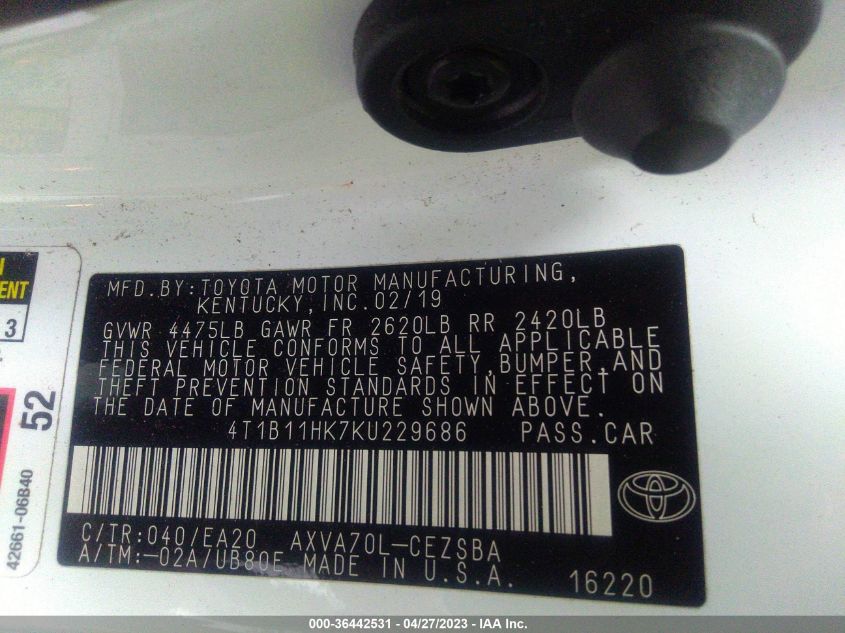 MFD.BY:TOYOTA MOTOR MANUFACTURING,
KENTUCKY,INC.02/19
GVWR 4475LB GAWR FR 2620LB RR 2420LB
THIS VEHICLE CONFORMS TO ALL APPLICABLE
FEDERAL MOTOR VEHICLE SAFETY,BUMPER,AND
THEFT PREVENTION STANDARDS IN EFFECT ON
THE DATE OF MANUFACTURE SHOWN ABOVE.
4T1B11HK7KU229686 PASS.CAR
C/TR:040/EA20 AXVA70L-CEZSBA
A/TM:-02A/UB80E MADE IN U.S.A.
16220
ENT
3
52
42661-06B40
000-36442531 - 04/27/2023 - IAA Inc.